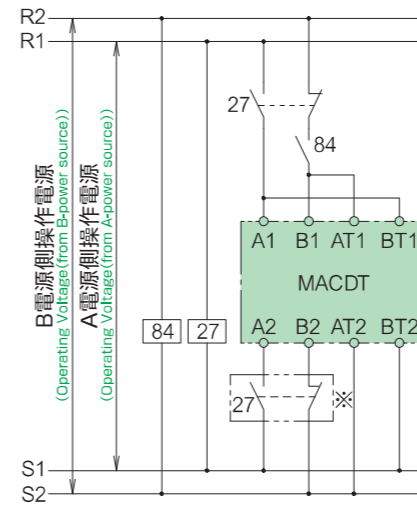 R2
R1
27
84
B電源側操作電源
(Operating Voltage(from B-power source))
A電源側操作電源
(Operating Voltage(from A-power source))
A1 B1 AT1 BT1
MACDT
84 27
A2 B2 AT2 BT2
27 ※
S1
S2